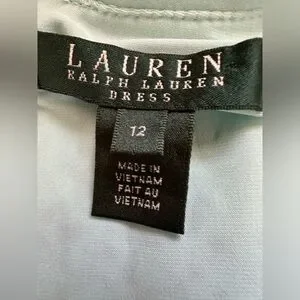 LAUREN
RALPH LAUREN
DRESS
12
MADE IN
VIETNAM
FAIT AU
VIETNAM